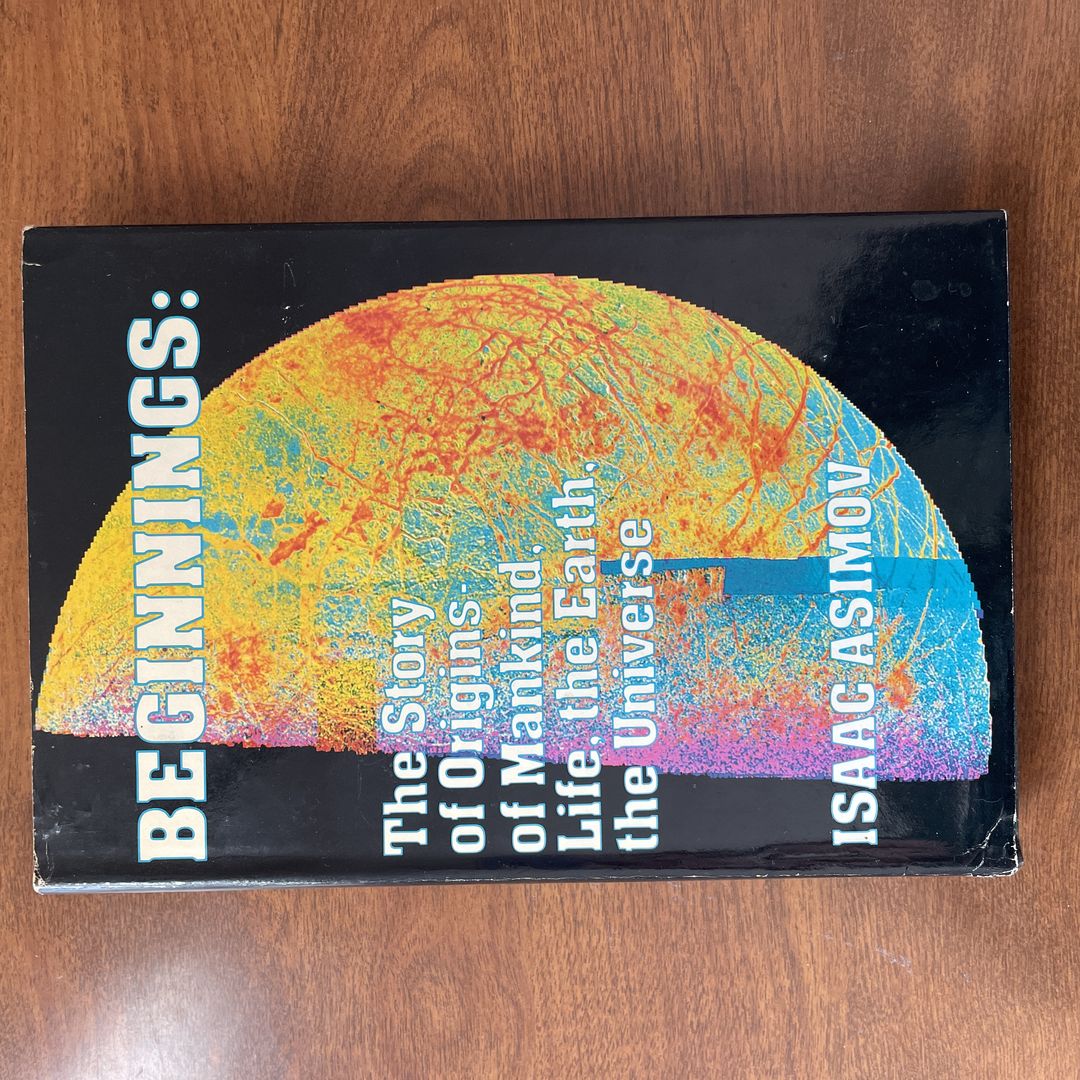 BEGINNINGS:
The Story
of Origins-
of Mankind,
Life, the Earth,
the Universe
ISAAC ASIMOV